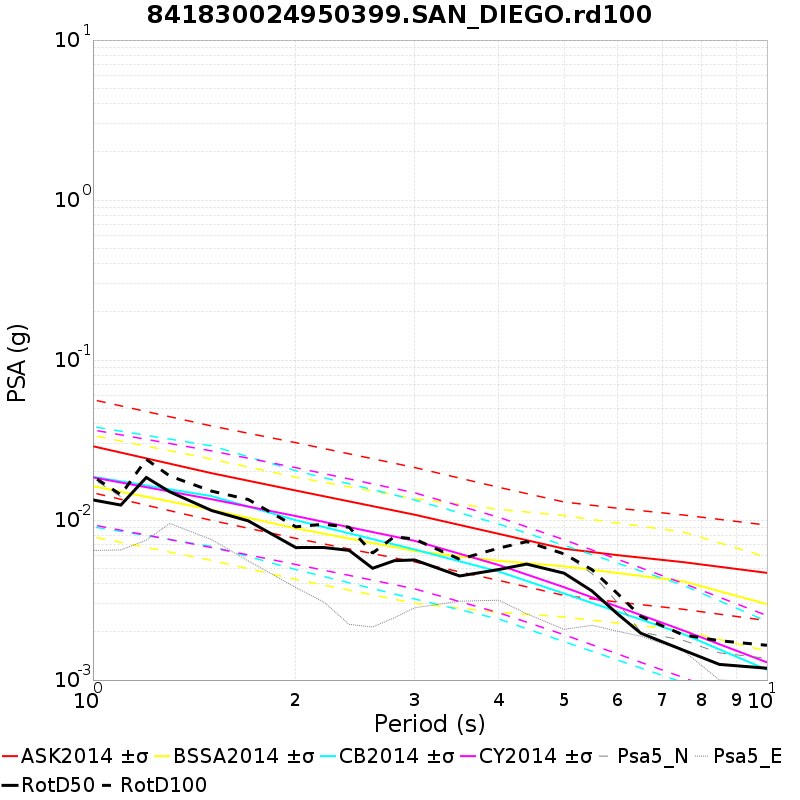 841830024950399.SAN_DIEGO.rd100
10^1
10^0
10^-1
10^-2
10^-3
PSA (g)
10^0 2 3 4 5 6 7 8 9 10^1
Period (s)
ASK2014 ±σ BSSA2014 ±σ CB2014 ±σ CY2014 ±σ Psa5_N Psa5_E
RotD50 RotD100